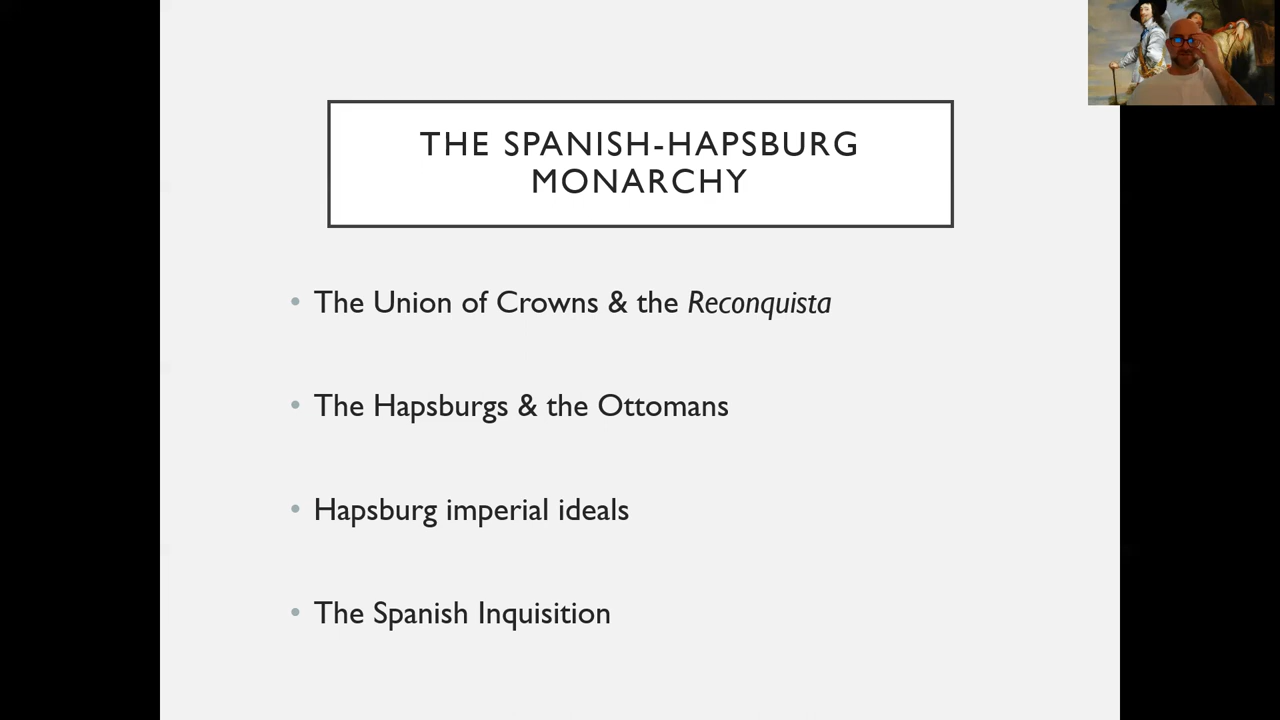 THE SPANISH-HAPSBURG
MONARCHY
• The Union of Crowns & the Reconquista
• The Hapsburgs & the Ottomans
• Hapsburg imperial ideals
• The Spanish Inquisition